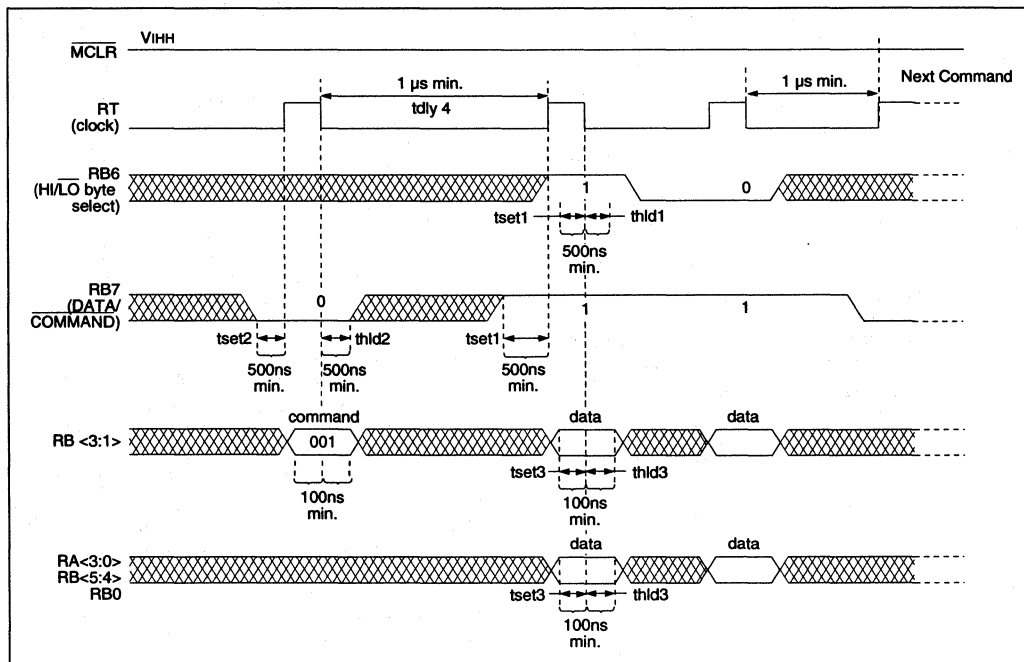 VIHH
MCLR
1 µs min.
1 µs min.
Next Command
RT
(clock)
tdly 4
RB6
(HI/LO byte
select)
1
0
tset1
thld1
500ns
min.
RB7
(DATA/
COMMAND)
0
1
1
tset2
thld2
tset1
500ns
min.
500ns
min.
500ns
min.
command
data
data
RB <3:1>
001
tset3
thld3
100ns
min.
100ns
min.
data
data
RA<3:0>
RB<5:4>
RB0
tset3
thld3
100ns
min.